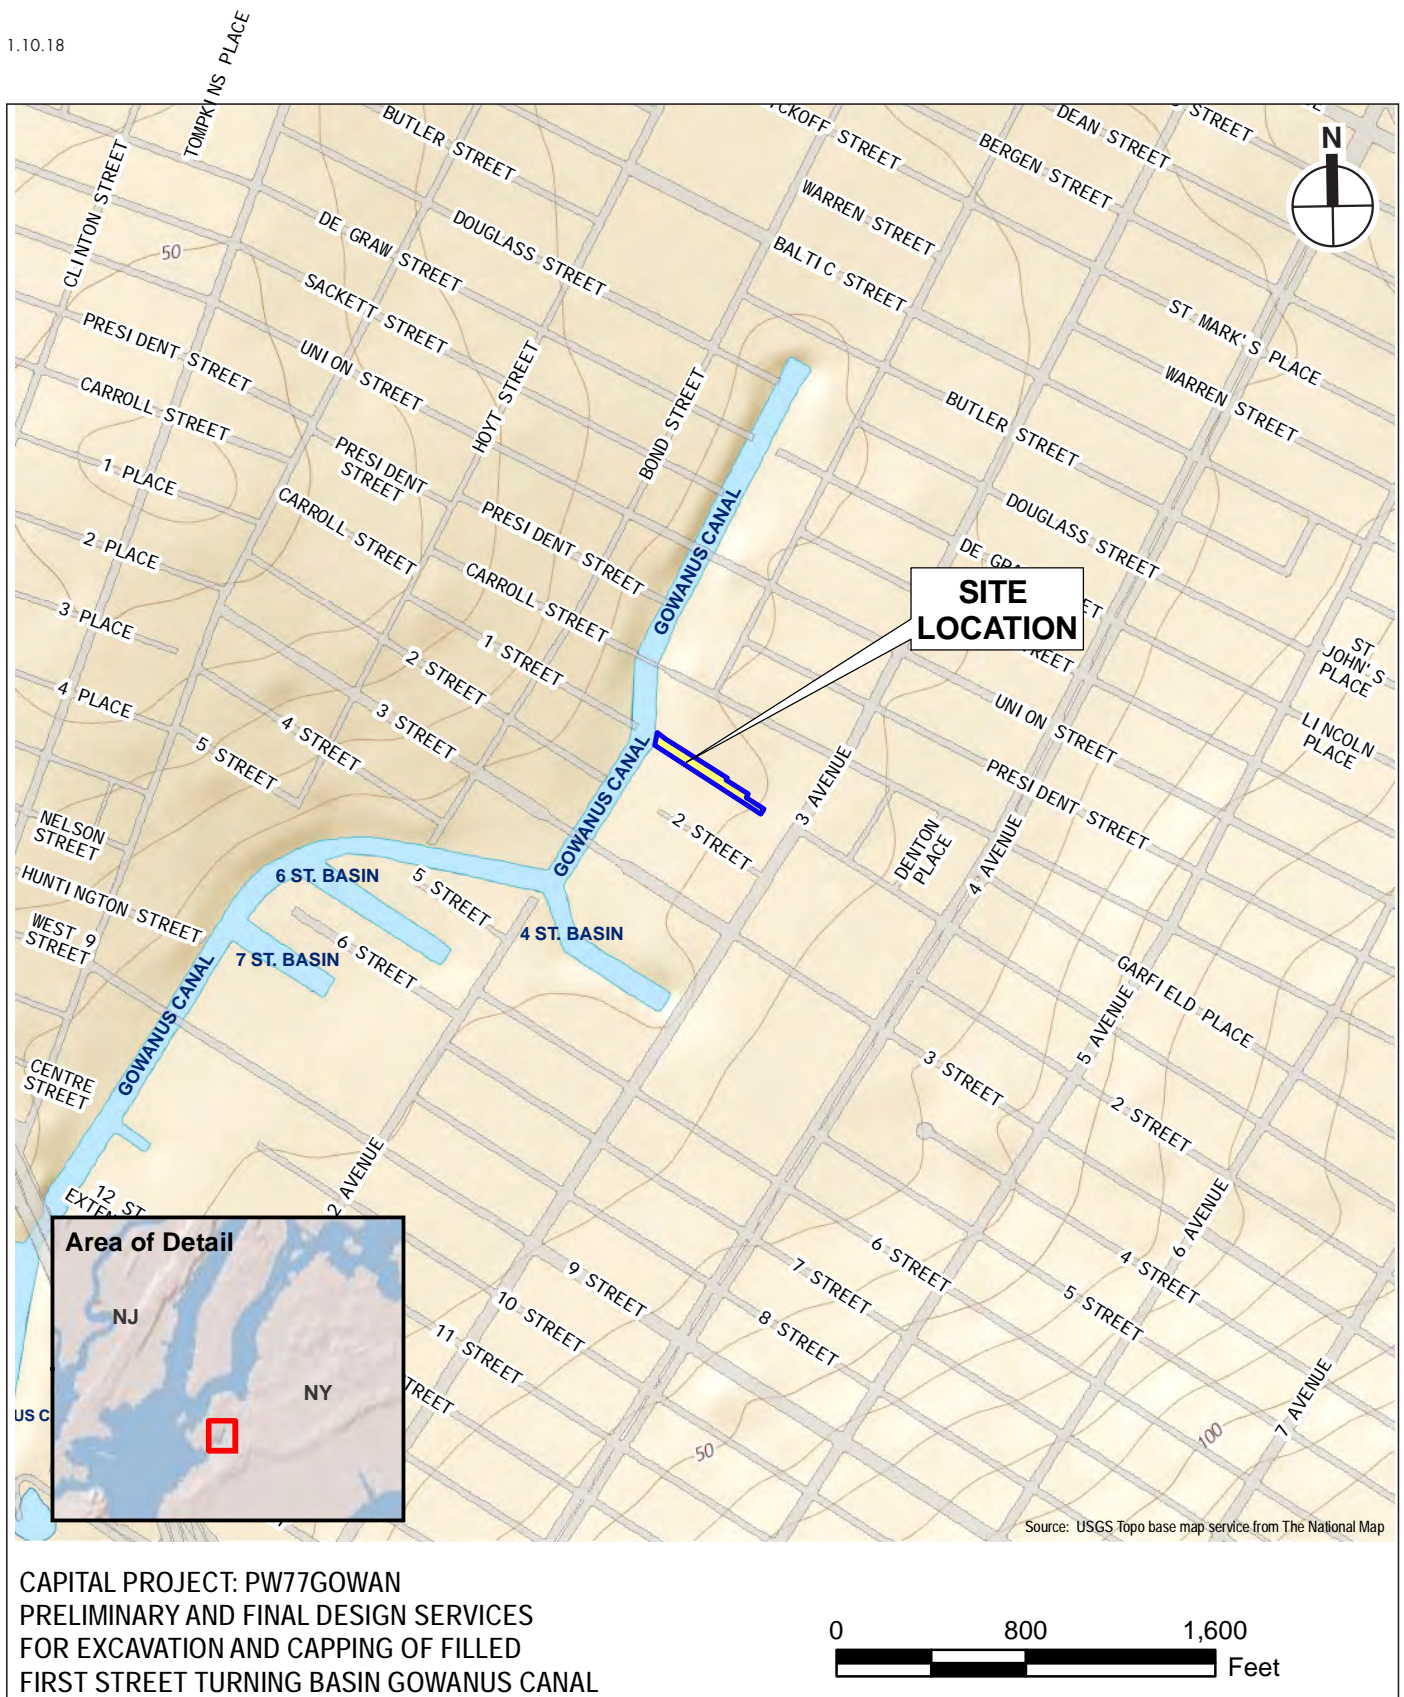 1.10.18
TOMPKINS PLACE
CLINTON STREET
BUTLER STREET
CKOFF STREET
DEAN STREET
STREET
BERGEN STREET
N
WARREN STREET
DE GRAW STREET
DOUGLASS STREET
BALTIC STREET
50
SACKETT STREET
ST MARK'S PLACE
PRESIDENT STREET
UNION STREET
HOYT STREET
BOND STREET
WARREN STREET
CARROLL STREET
BUTLER STREET
PRESIDENT
STREET
1 PLACE
CARROLL STREET
PRESIDENT STREET
GOWANUS CANAL
DOUGLASS STREET
2 PLACE
DE GRA
ET
CARROLL STREET
SITE
LOCATION
3 PLACE
1 STREET
2 STREET
REET
ST
JOHN'S
PLACE
4 PLACE
3 STREET
4 STREET
5 STREET
UNION STREET
LINCOLN
PLACE
GOWANUS CANAL
3 AVENUE
PRESIDENT STREET
2 STREET
NELSON
STREET
DENTON
PLACE
4 AVENUE
HUNTINGTON STREET
6 ST. BASIN
5 STREET
WEST 9
STREET
4 ST. BASIN
6 STREET
7 ST. BASIN
GARFIELD PLACE
GOWANUS CANAL
5 AVENUE
CENTRE
STREET
3 STREET
2 STREET
2 AVENUE
12 ST
EXTEN
6 AVENUE
Area of Detail
6 STREET
4 STREET
7 STREET
9 STREET
5 STREET
10 STREET
8 STREET
NJ
11 STREET
NY
TREET
7 AVENUE
US C
50
100
Source: USGS Topo base map service from The National Map
CAPITAL PROJECT: PW77GOWAN
PRELIMINARY AND FINAL DESIGN SERVICES
FOR EXCAVATION AND CAPPING OF FILLED
FIRST STREET TURNING BASIN GOWANUS CANAL
0 800 1,600
Feet